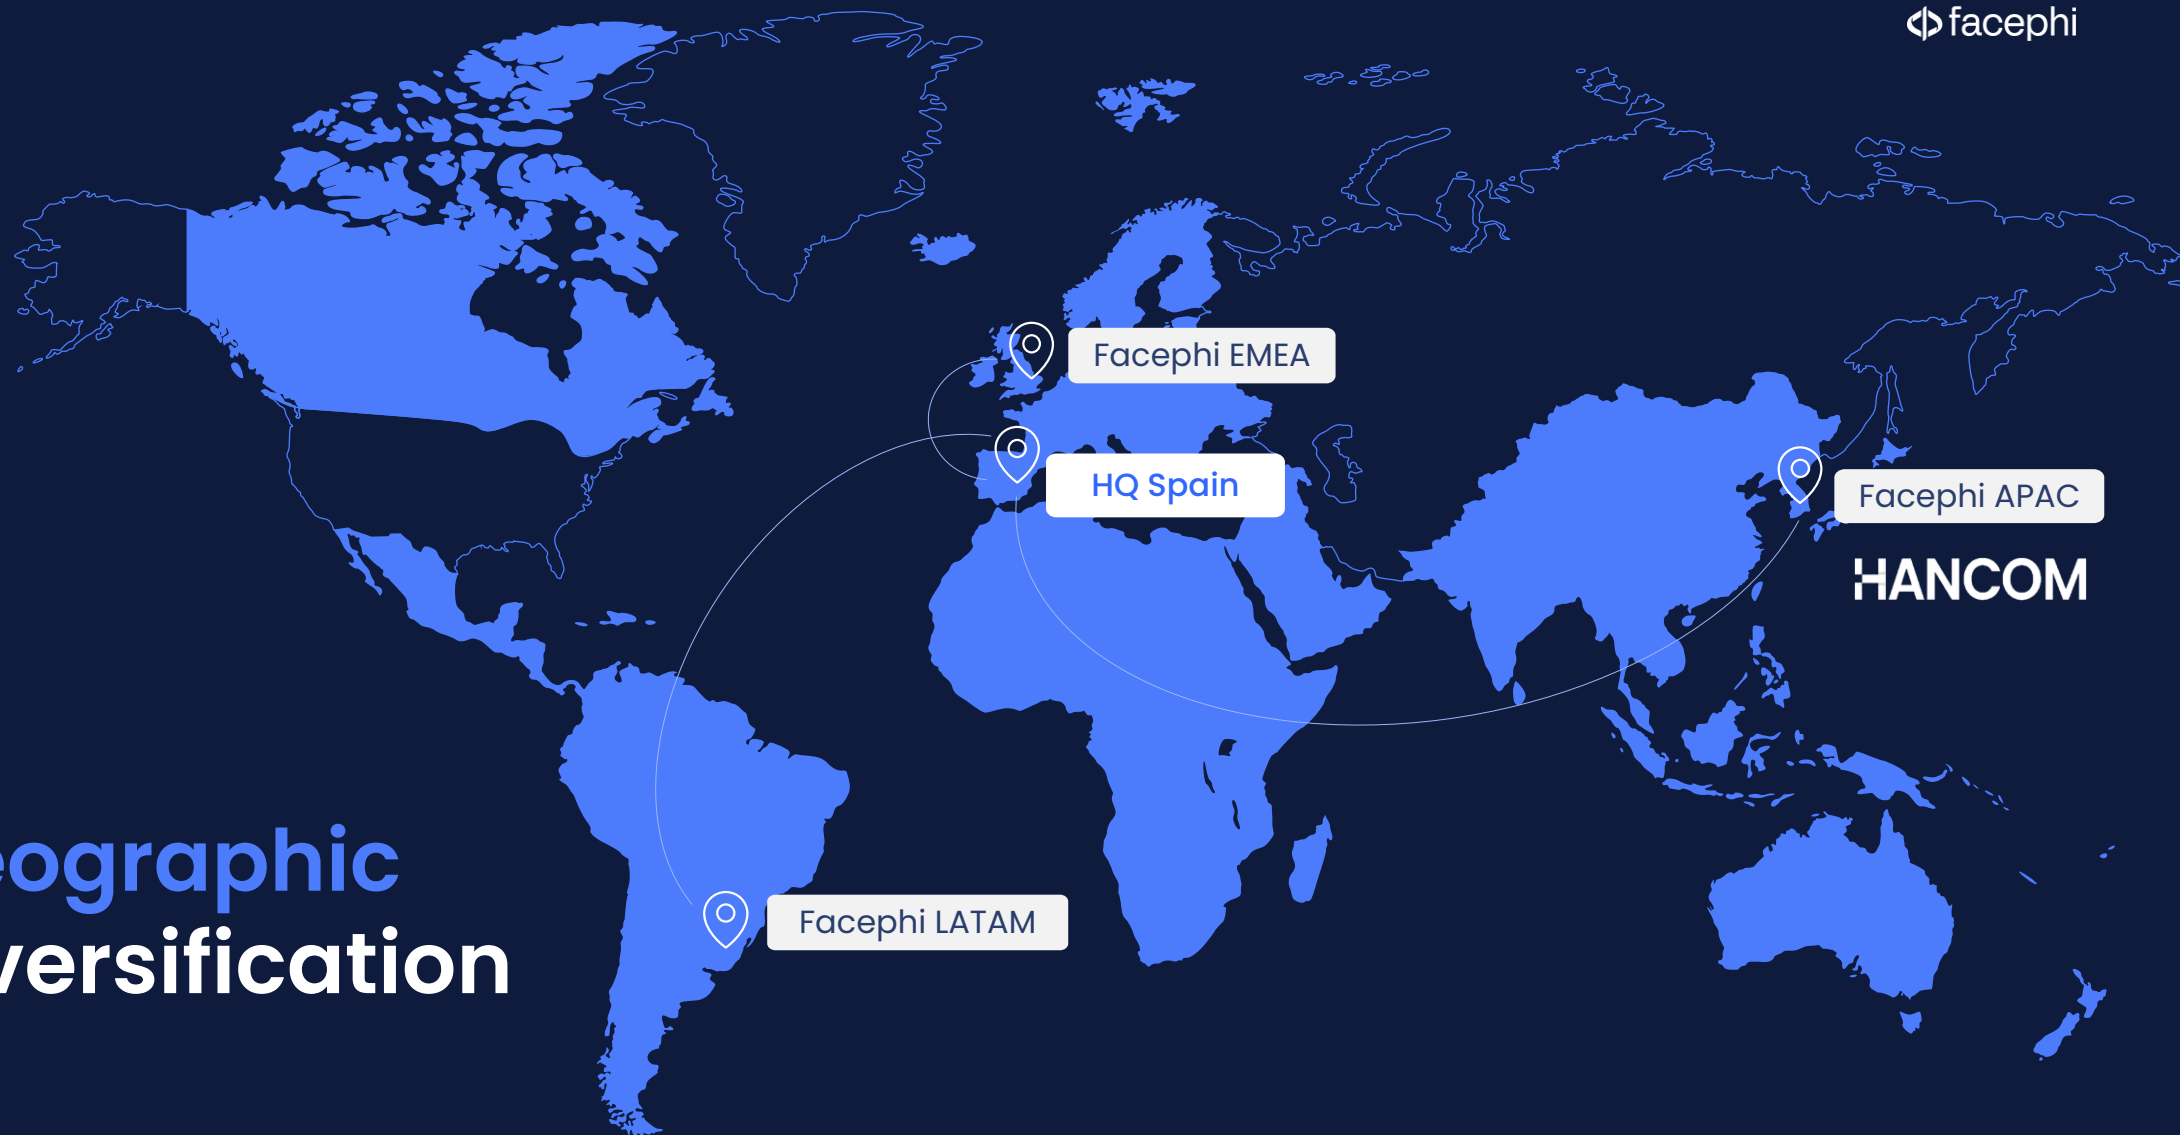 facephi
Facephi EMEA
HQ Spain
Facephi APAC
HANCOM
eographic
versification
Facephi LATAM